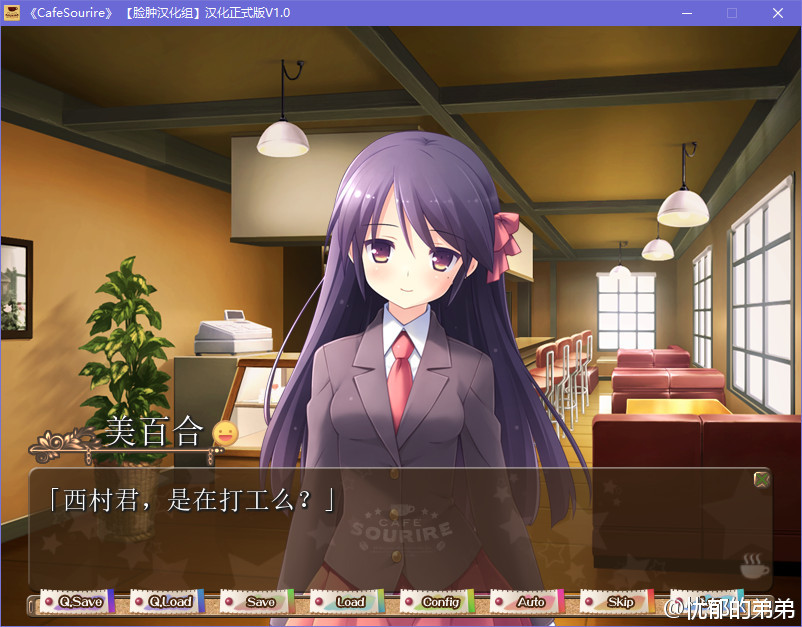 《CafeSourire》 【脸肿汉化组】汉化正式版V1.0
美百合
「西村君，是在打工么？」
CAFE
SOURIRE
Q.Save
Q.Load
Save
Load
Config
Auto
Skip
@忧郁的弟弟